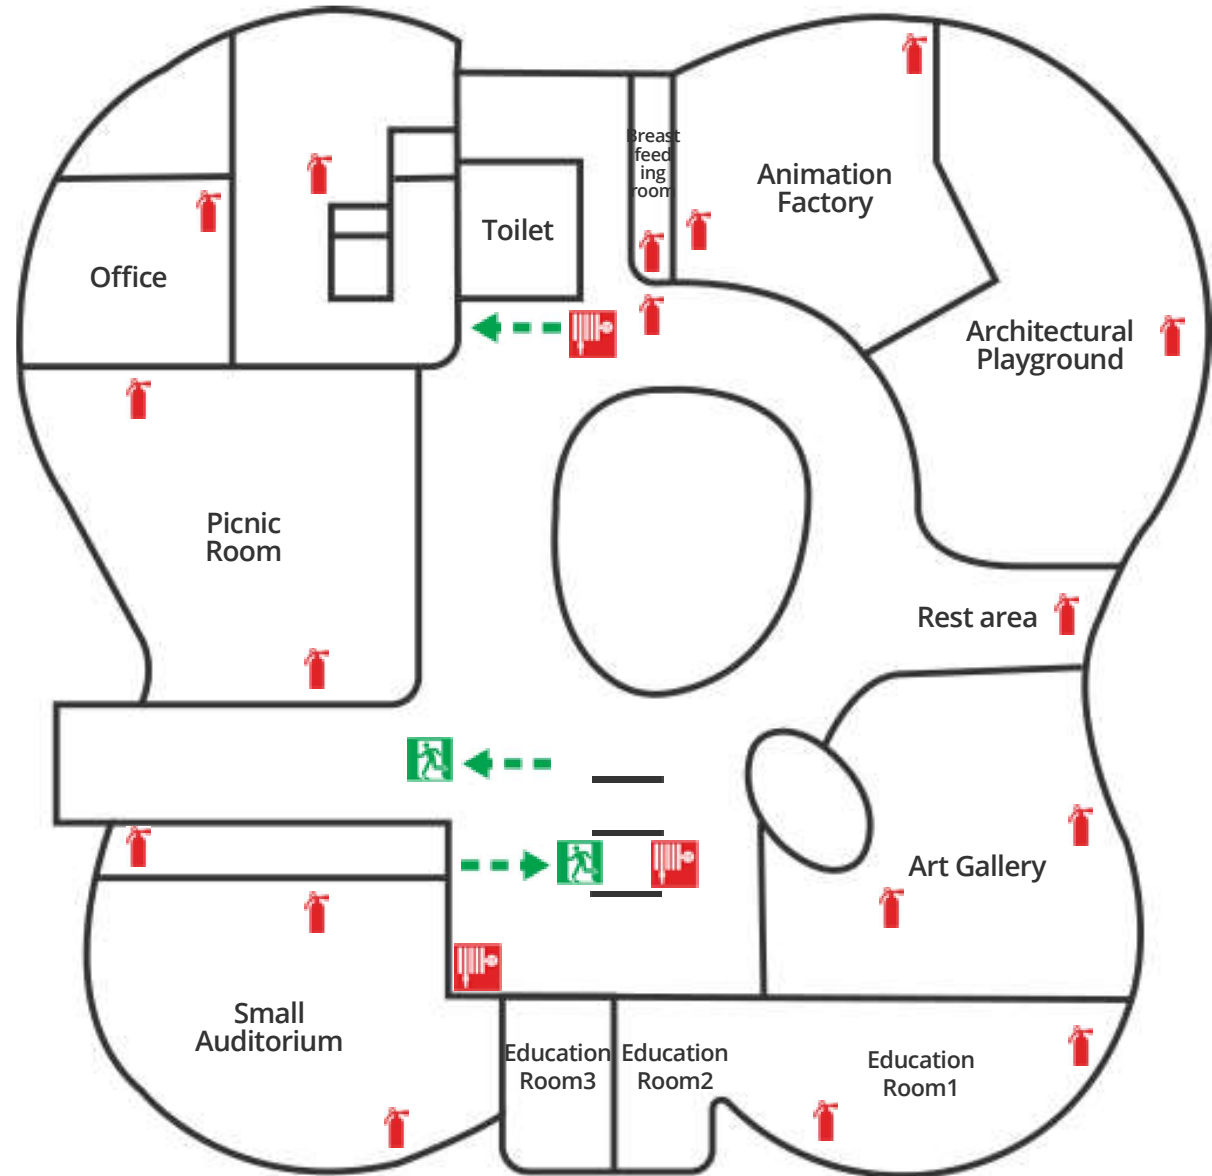 Breast
feed
ing
room
Animation
Factory
Toilet
Office
Architectural
Playground
Picnic
Room
Rest area
Art Gallery
Small
Auditorium
Education
Room3
Education
Room2
Education
Room1